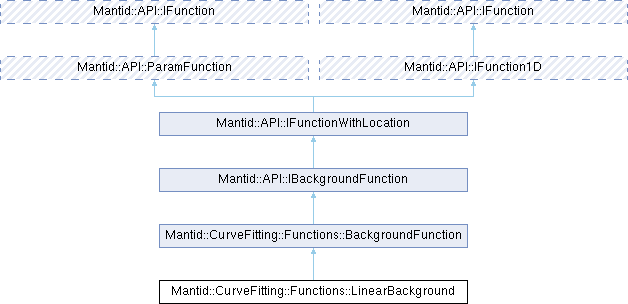 Mantid::API::IFunction
Mantid::API::IFunction
Mantid::API::ParamFunction
Mantid::API::IFunction1D
Mantid::API::IFunctionWithLocation
Mantid::API::IBackgroundFunction
Mantid::CurveFitting::Functions::BackgroundFunction
Mantid::CurveFitting::Functions::LinearBackground